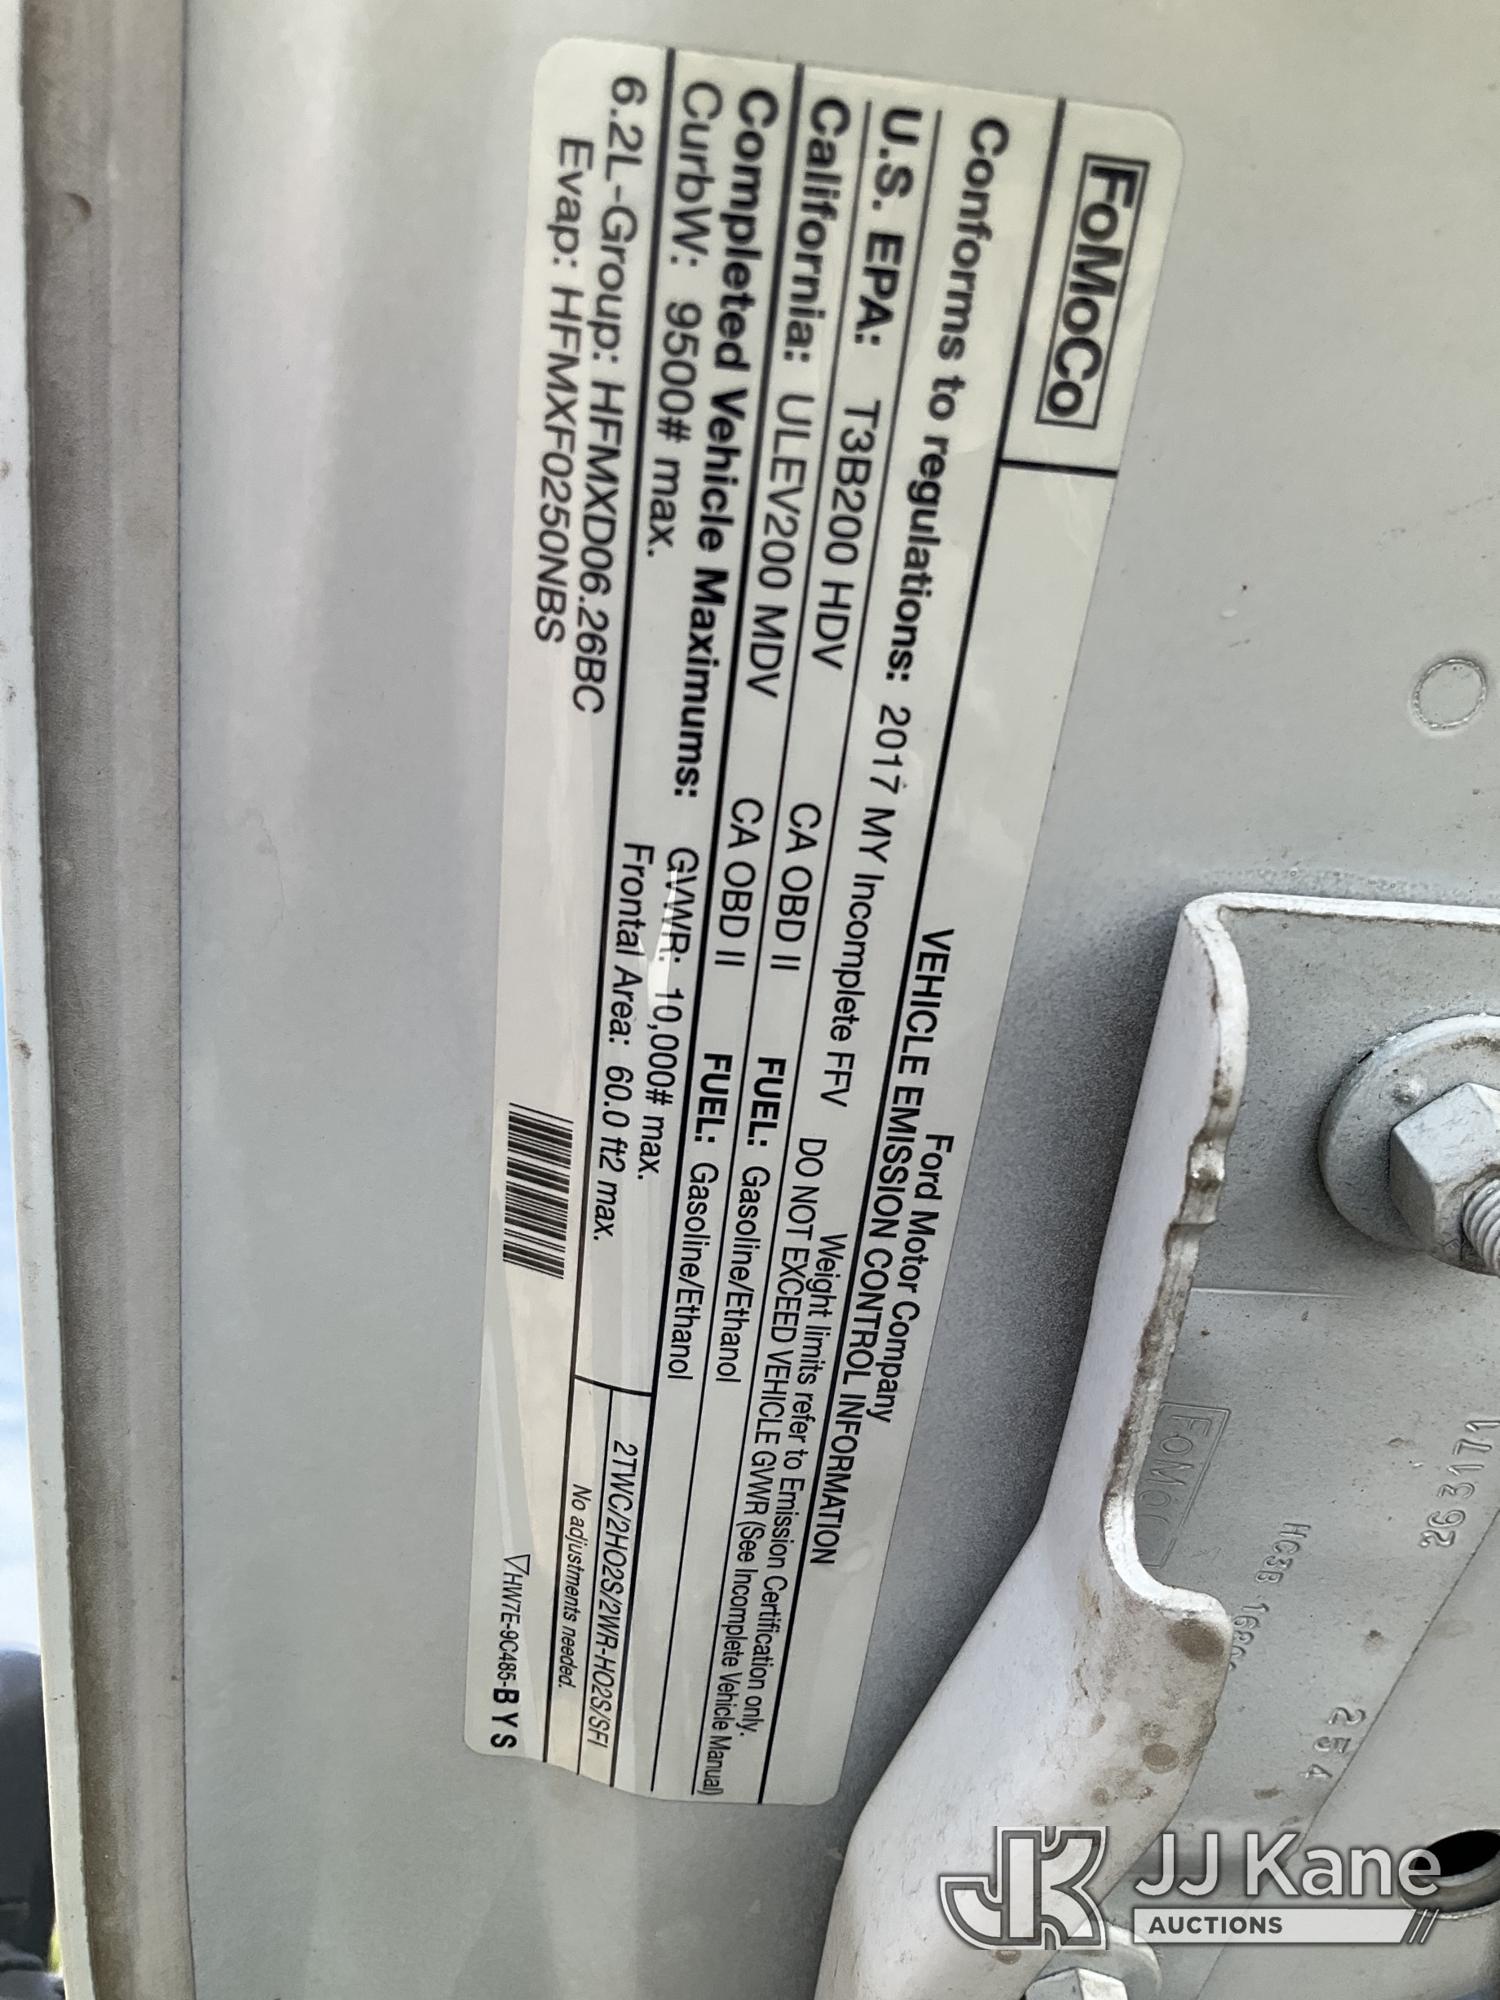 FoMoCo
Ford Motor Company
VEHICLE EMISSION CONTROL INFORMATION
Conforms to regulations: 2017 MY Incomplete FFV Weight limits refer to Emission Certification only.
DO NOT EXCEED VEHICLE GVWR (See Incomplete Vehicle Manual)
U.S. EPA: T3B200 HDV CA OBD II FUEL: Gasoline/Ethanol
California: ULEV200 MDV CA OBD II FUEL: Gasoline/Ethanol
Completed Vehicle Maximums: GVWR: 10,000# max.
CurbW: 9500# max. Frontal Area: 60.0 ft2 max.
6.2L-Group: HFMXD06.26BC
Evap: HFMXF0250NBS
2TWC/2HO2S/2WR-HO2S/SFI
No adjustments needed.
HW7E-9C485-B Y S
FoMoCo
HC3B
254
JJ Kane
AUCTIONS